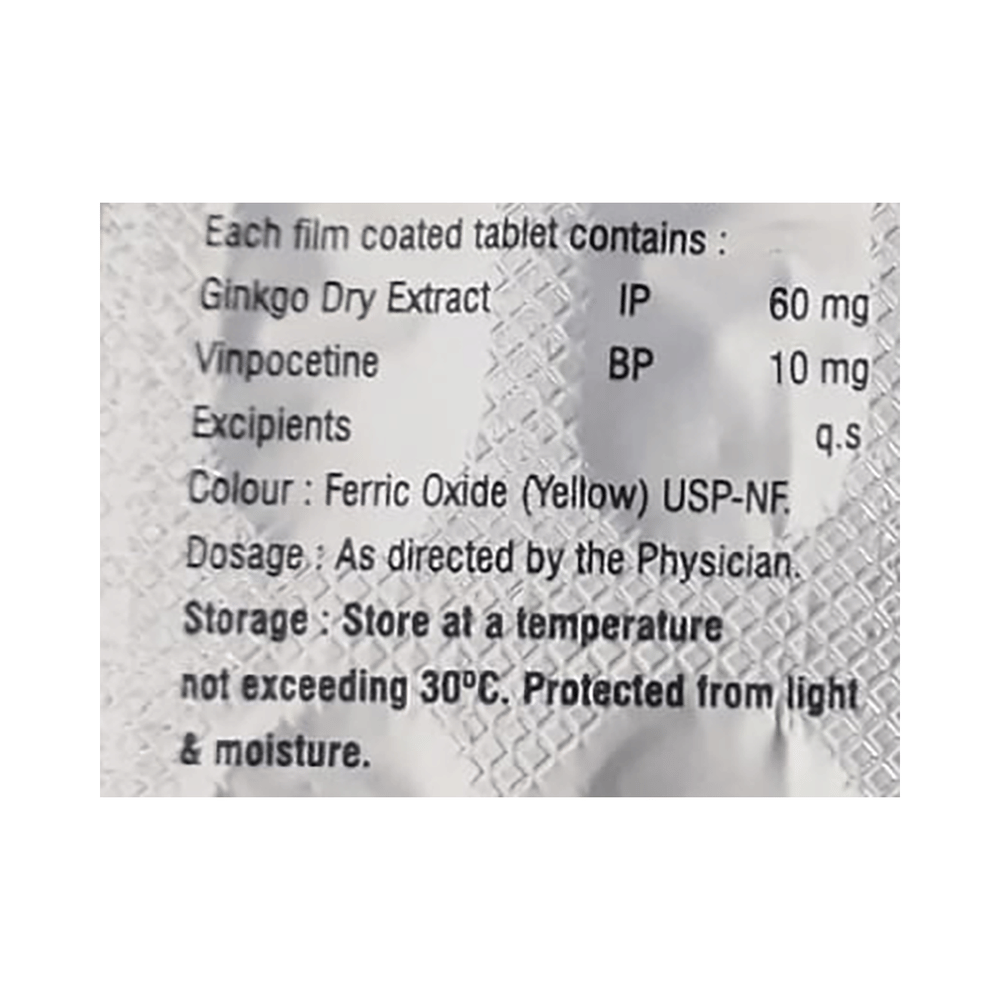 Each film coated tablet contains :
Ginkgo Dry Extract IP 60 mg
Vinpocetine BP 10 mg
Excipients q.s
Colour : Ferric Oxide (Yellow) USP-NF.
Dosage : As directed by the Physician.
Storage : Store at a temperature
not exceeding 30ºC. Protected from light
& moisture.